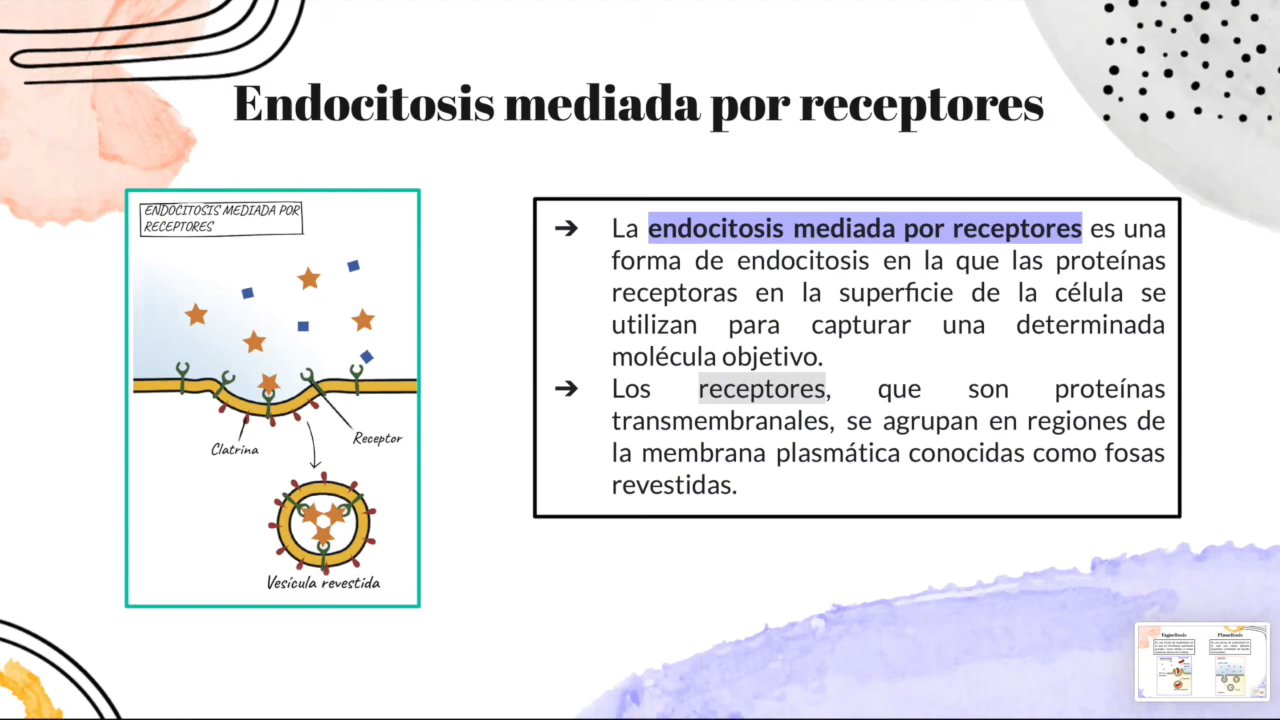 Endocitosis mediada por receptores
ENDOCITOSIS MEDIADA POR
RECEPTORES
Clatrina
Receptor
Vesícula revestida
➔ La endocitosis mediada por receptores es una
forma de endocitosis en la que las proteínas
receptoras en la superficie de la célula se
utilizan para capturar una determinada
molécula objetivo.
➔ Los receptores, que son proteínas
transmembranales, se agrupan en regiones de
la membrana plasmática conocidas como fosas
revestidas.
Fagocitosis
Pinocitosis